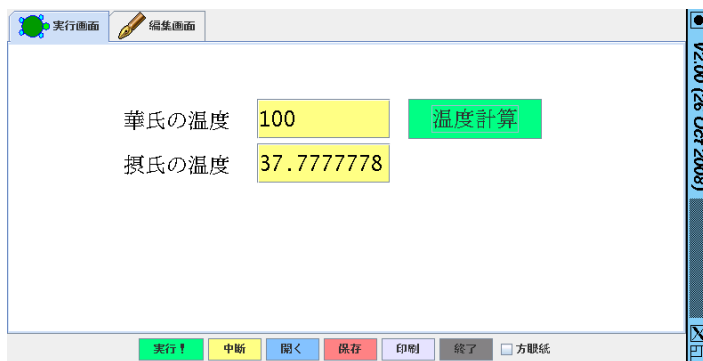 実行画面
編集画面
華氏の温度
100
温度計算
摂氏の温度
37.7777778
実行!
中断
開く
保存
印刷
終了
方眼紙
V2.00 (26 Oct 2008)